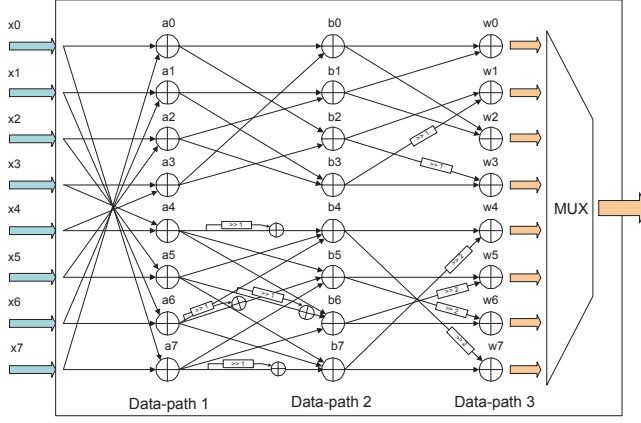 x0 a0 b0 w0
x1 a1 b1 w1
x2 a2 b2 w2
>> 1
x3 a3 b3 w3
>> 1
x4 a4 b4 w4
>> 1
MUX
x5 a5 b5 w5
>> 2
x6 a6 b6 w6
>> 1
>> 1
>> 2
>> 2
x7 a7 b7 w7
>> 2
>> 1
Data-path 1 Data-path 2 Data-path 3